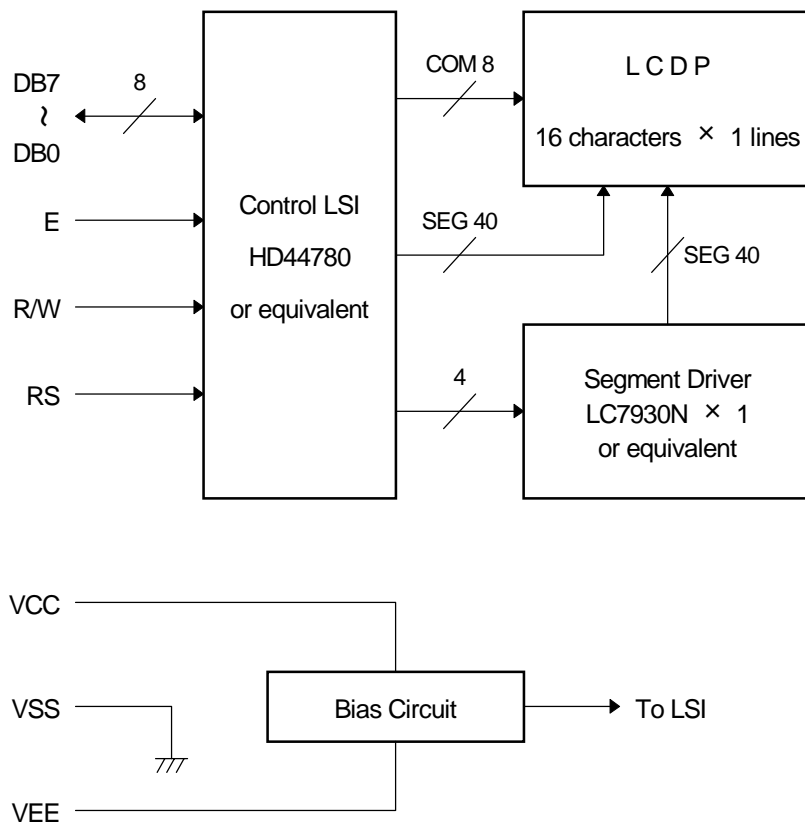 DB7
~
DB0
8
E
R/W
RS
Control LSI
HD44780
or equivalent
COM 8
SEG 40
4
L C D P
16 characters × 1 lines
SEG 40
Segment Driver
LC7930N × 1
or equivalent
VCC
VSS
VEE
Bias Circuit
To LSI